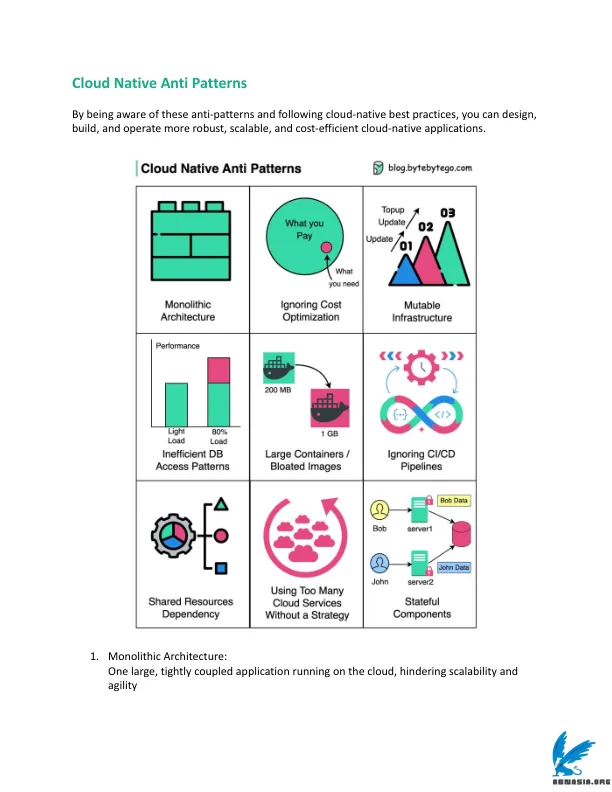 Cloud Native Anti Patterns
By being aware of these anti-patterns and following cloud-native best practices, you can design,
build, and operate more robust, scalable, and cost-efficient cloud-native applications.
Cloud Native Anti Patterns
blog.bytebytego.com
Monolithic
Architecture
What you
Pay
What
you need
Ignoring Cost
Optimization
Topup
Update
Update
01
02
03
Mutable
Infrastructure
Performance
Light
Load
80%
Load
Inefficient DB
Access Patterns
200 MB
1 GB
Large Containers /
Bloated Images
Ignoring CI/CD
Pipelines
Shared Resources
Dependency
Using Too Many
Cloud Services
Without a Strategy
Bob
server1
Bob Data
John
server2
John Data
Stateful
Components
1. Monolithic Architecture:
One large, tightly coupled application running on the cloud, hindering scalability and
agility
ABNASIA.ORG